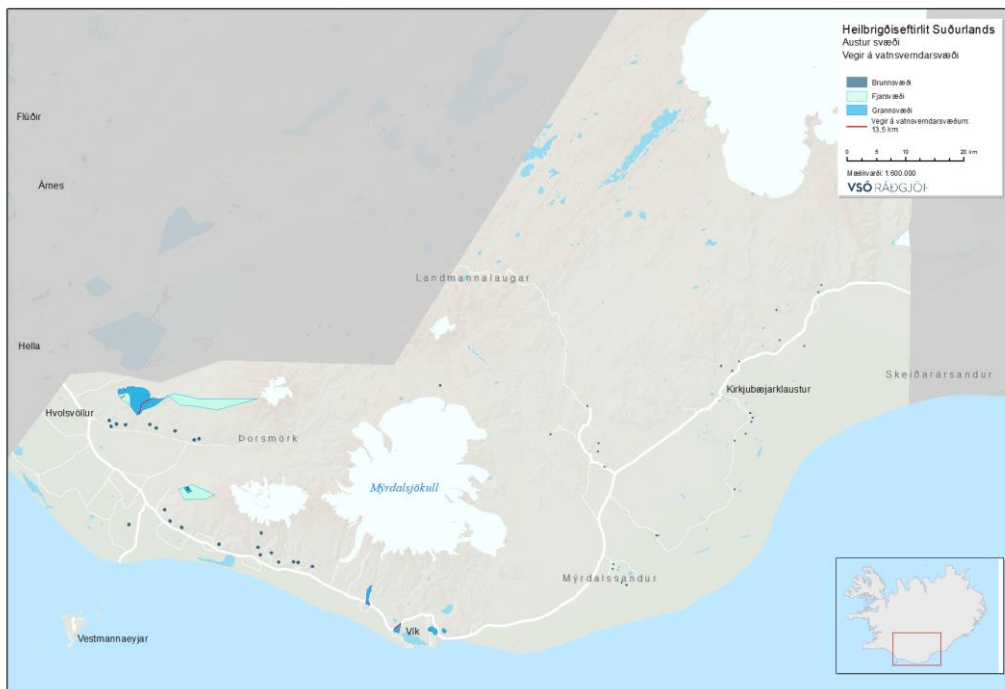 Heilbrigðiseftirlit Suðurlands
Austur svæði
Vegir á vatnsverndarsvæði
Brunnsvæði
Fjarsvæði
Grannsvæði
Vegir á vatnsverndarsvæðum:
13,5 km
0 5 10 20 km
Mælikvarði: 1:600.000
VSÓ RÁÐGJÖF
Flúðir
Árnes
Landmannalaugar
Hella
Skeiðarársandur
Kirkjubæjarklaustur
Hvolsvöllur
Þórsmörk
Mýrdalsjökull
Mýrdalssandur
Vík
Vestmannaeyjar